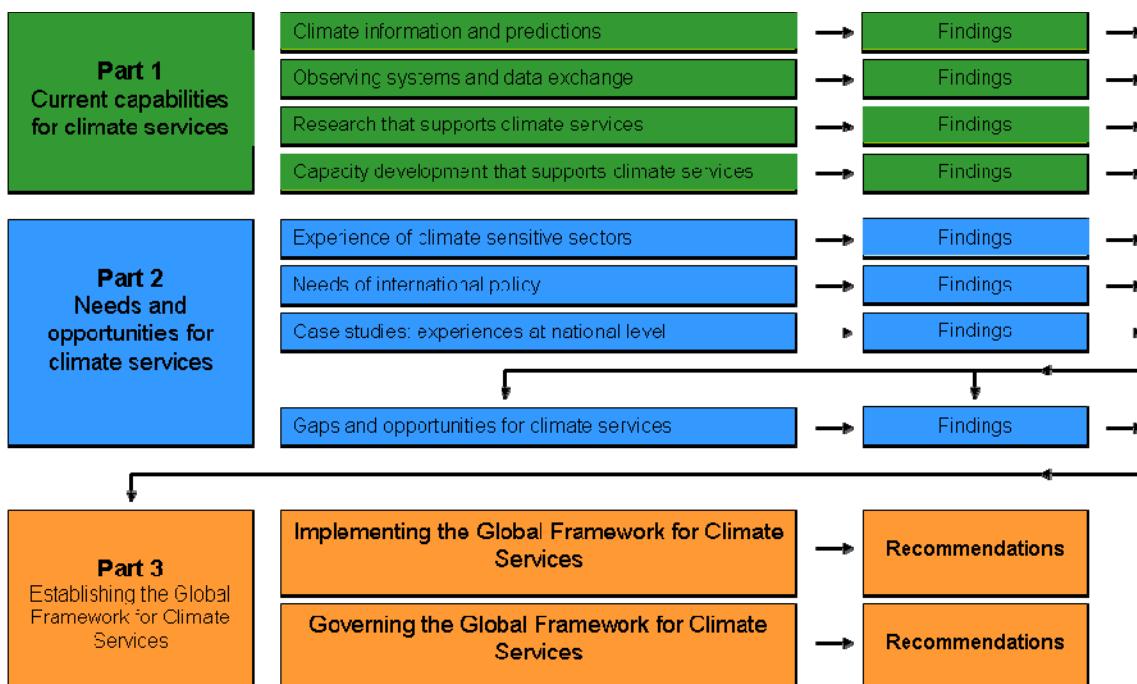 Part 1
Current capabilities
for climate services
Climate information and predictions
Findings
Observing systems and data exchange
Findings
Research that supports climate services
Findings
Capacity development that supports climate services
Findings
Part 2
Needs and
opportunities for
climate services
Experience of climate sensitive sectors
Findings
Needs of international policy
Findings
Case studies: experiences at national level
Findings
Gaps and opportunities for climate services
Findings
Part 3
Establishing the Global
Framework for Climate
Services
Implementing the Global Framework for Climate
Services
Recommendations
Governing the Global Framework for Climate
Services
Recommendations